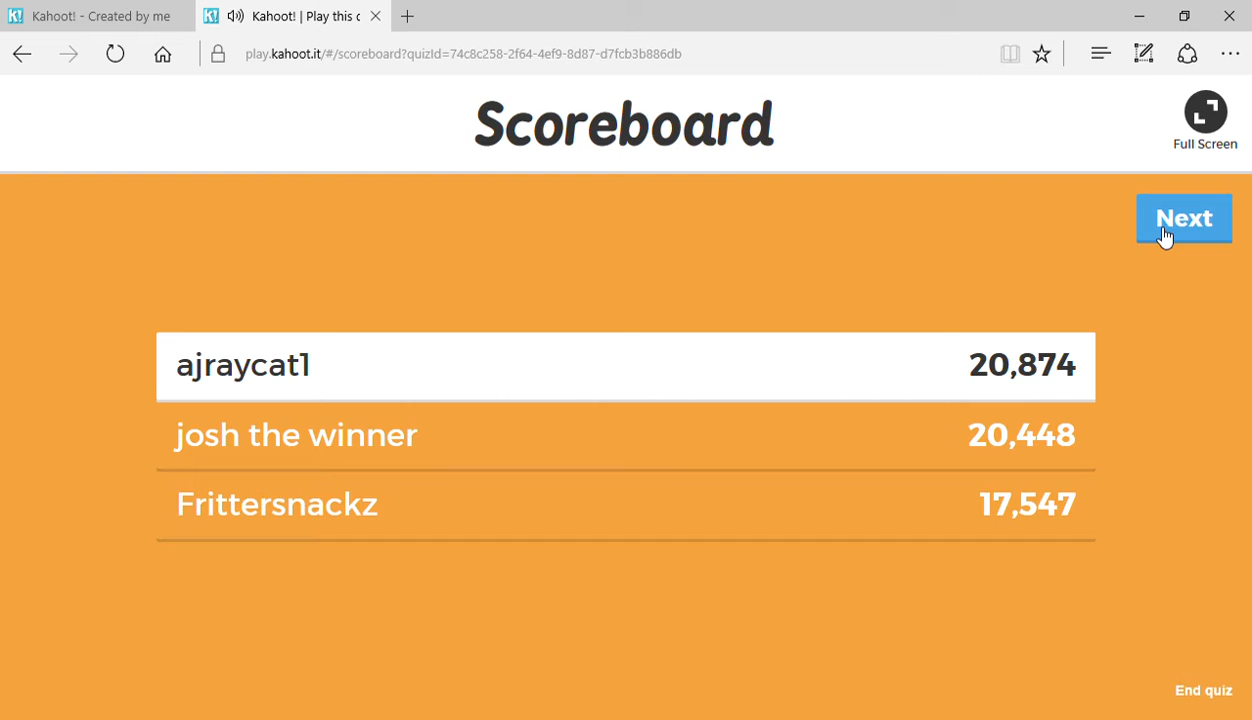 K! Kahoot! - Created by me
K! Kahoot! | Play this
play.kahoot.it/#/scoreboard?quizId=74c8c258-2f64-4ef9-8d87-d7fcb3b886db
Scoreboard
Full Screen
Next
ajraycat1 20,874
josh the winner 20,448
Frittersnackz 17,547
End quiz